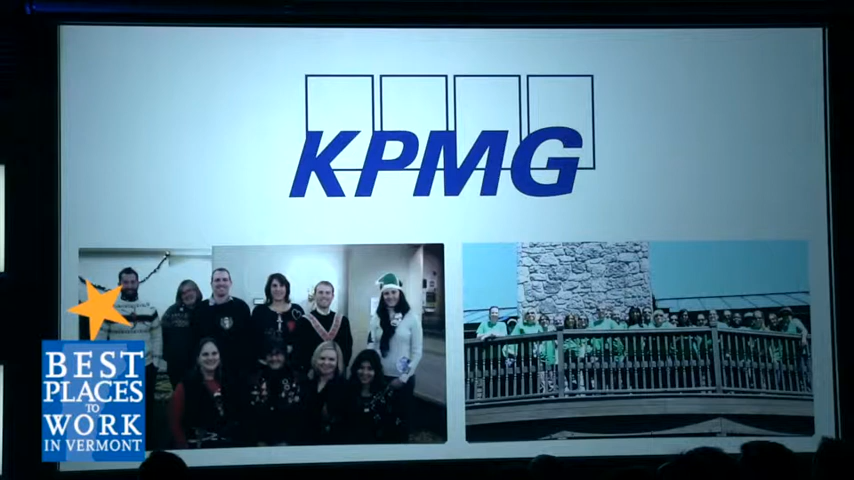 KPMG
BEST
PLACES
TO
WORK
IN VERMONT